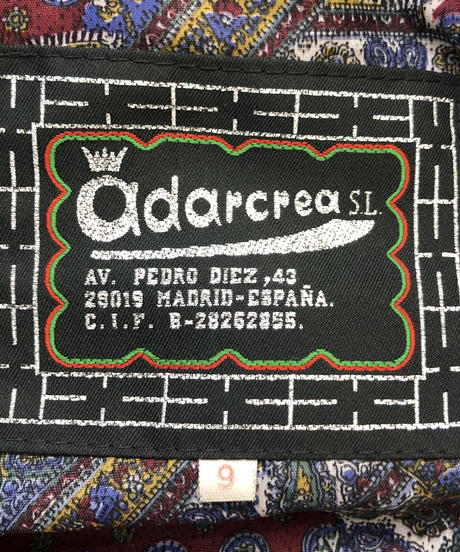 adarcrea S.L.
AV. PEDRO DIEZ,43
28019 MADRID-ESPAÑA.
C.I.F. B-28262855.
9